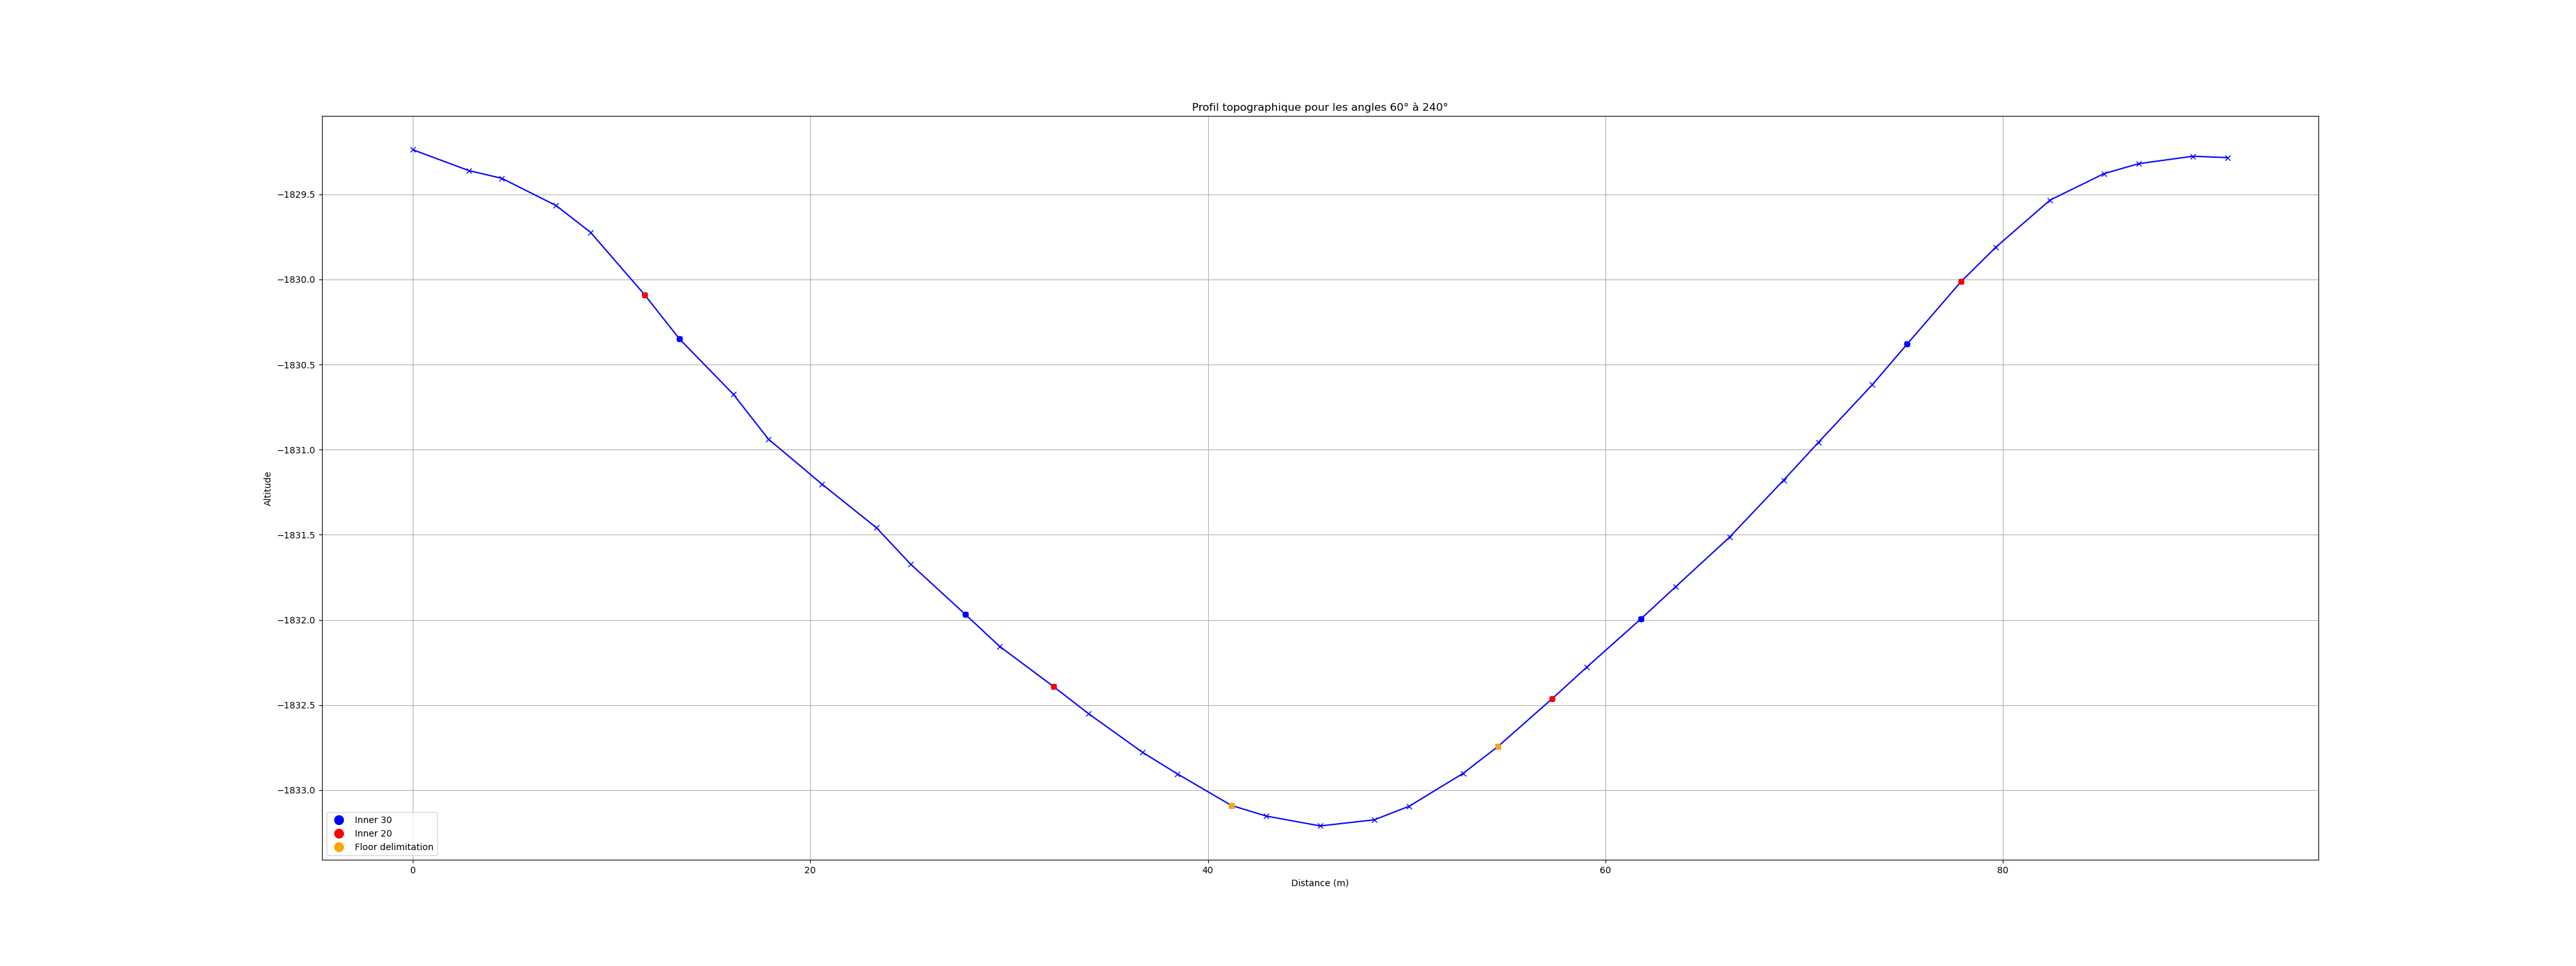 Profil topographique pour les angles 60° à 240°
−1829.5
−1830.0
−1830.5
−1831.0
−1831.5
−1832.0
−1832.5
−1833.0
Altitude
Inner 30
Inner 20
Floor delimitation
0 20 40 60 80
Distance (m)